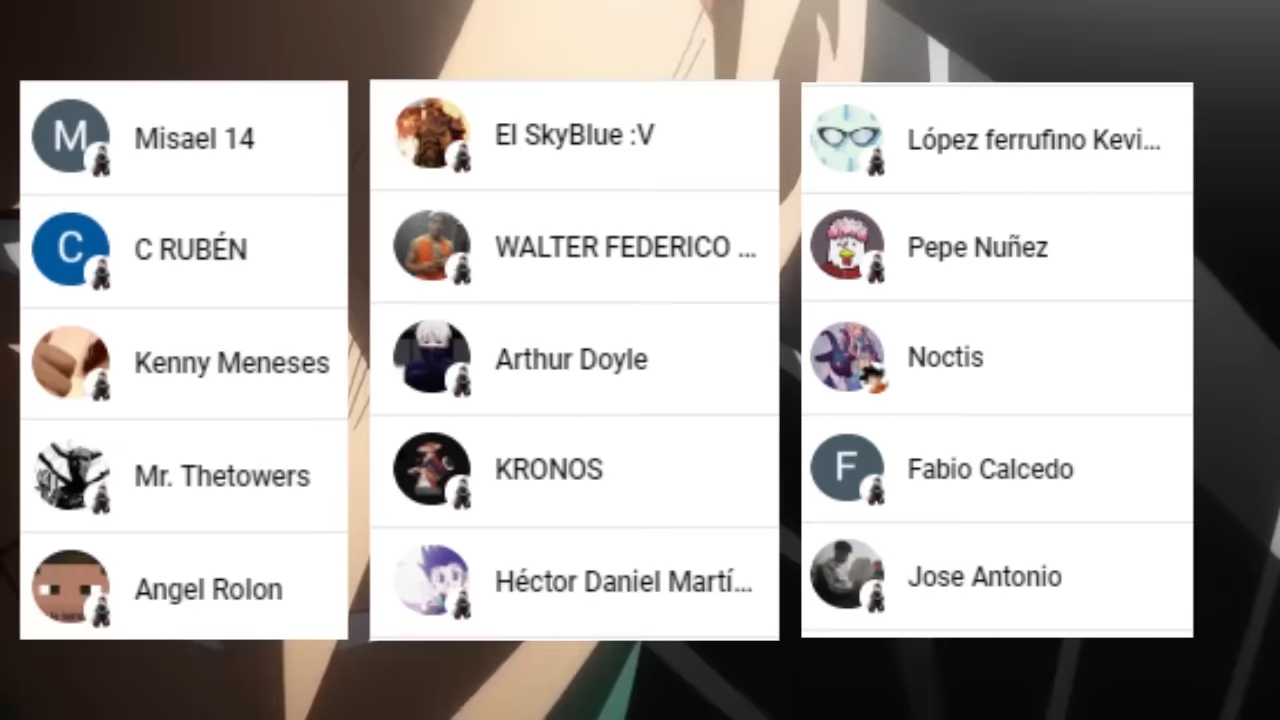 M Misael 14
C C RUBÉN
Kenny Meneses
Mr. Thetowers
Angel Rolon
El SkyBlue :V
WALTER FEDERICO ...
Arthur Doyle
KRONOS
Héctor Daniel Martí...
López ferrufino Kevi...
Pepe Nuñez
Noctis
F Fabio Calcedo
Jose Antonio